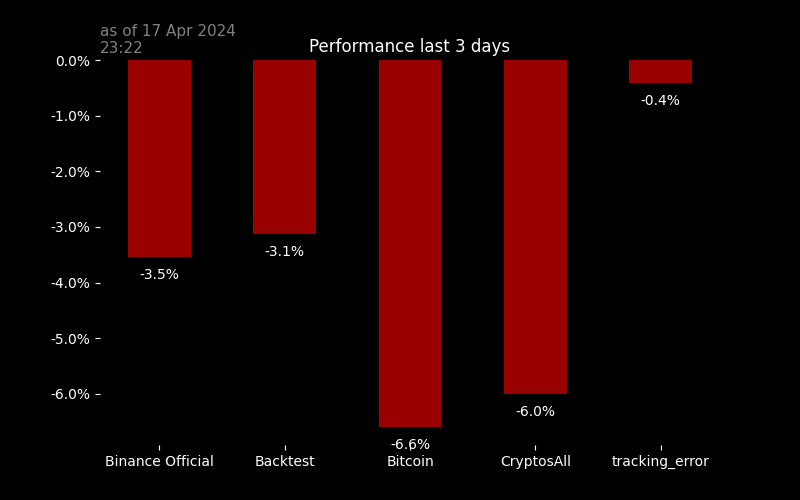 as of 17 Apr 2024
23:22
Performance last 3 days
0.0%
-1.0%
-2.0%
-3.0%
-4.0%
-5.0%
-6.0%
-3.5%
-3.1%
-6.6%
-6.0%
-0.4%
Binance Official
Backtest
Bitcoin
CryptosAll
tracking_error